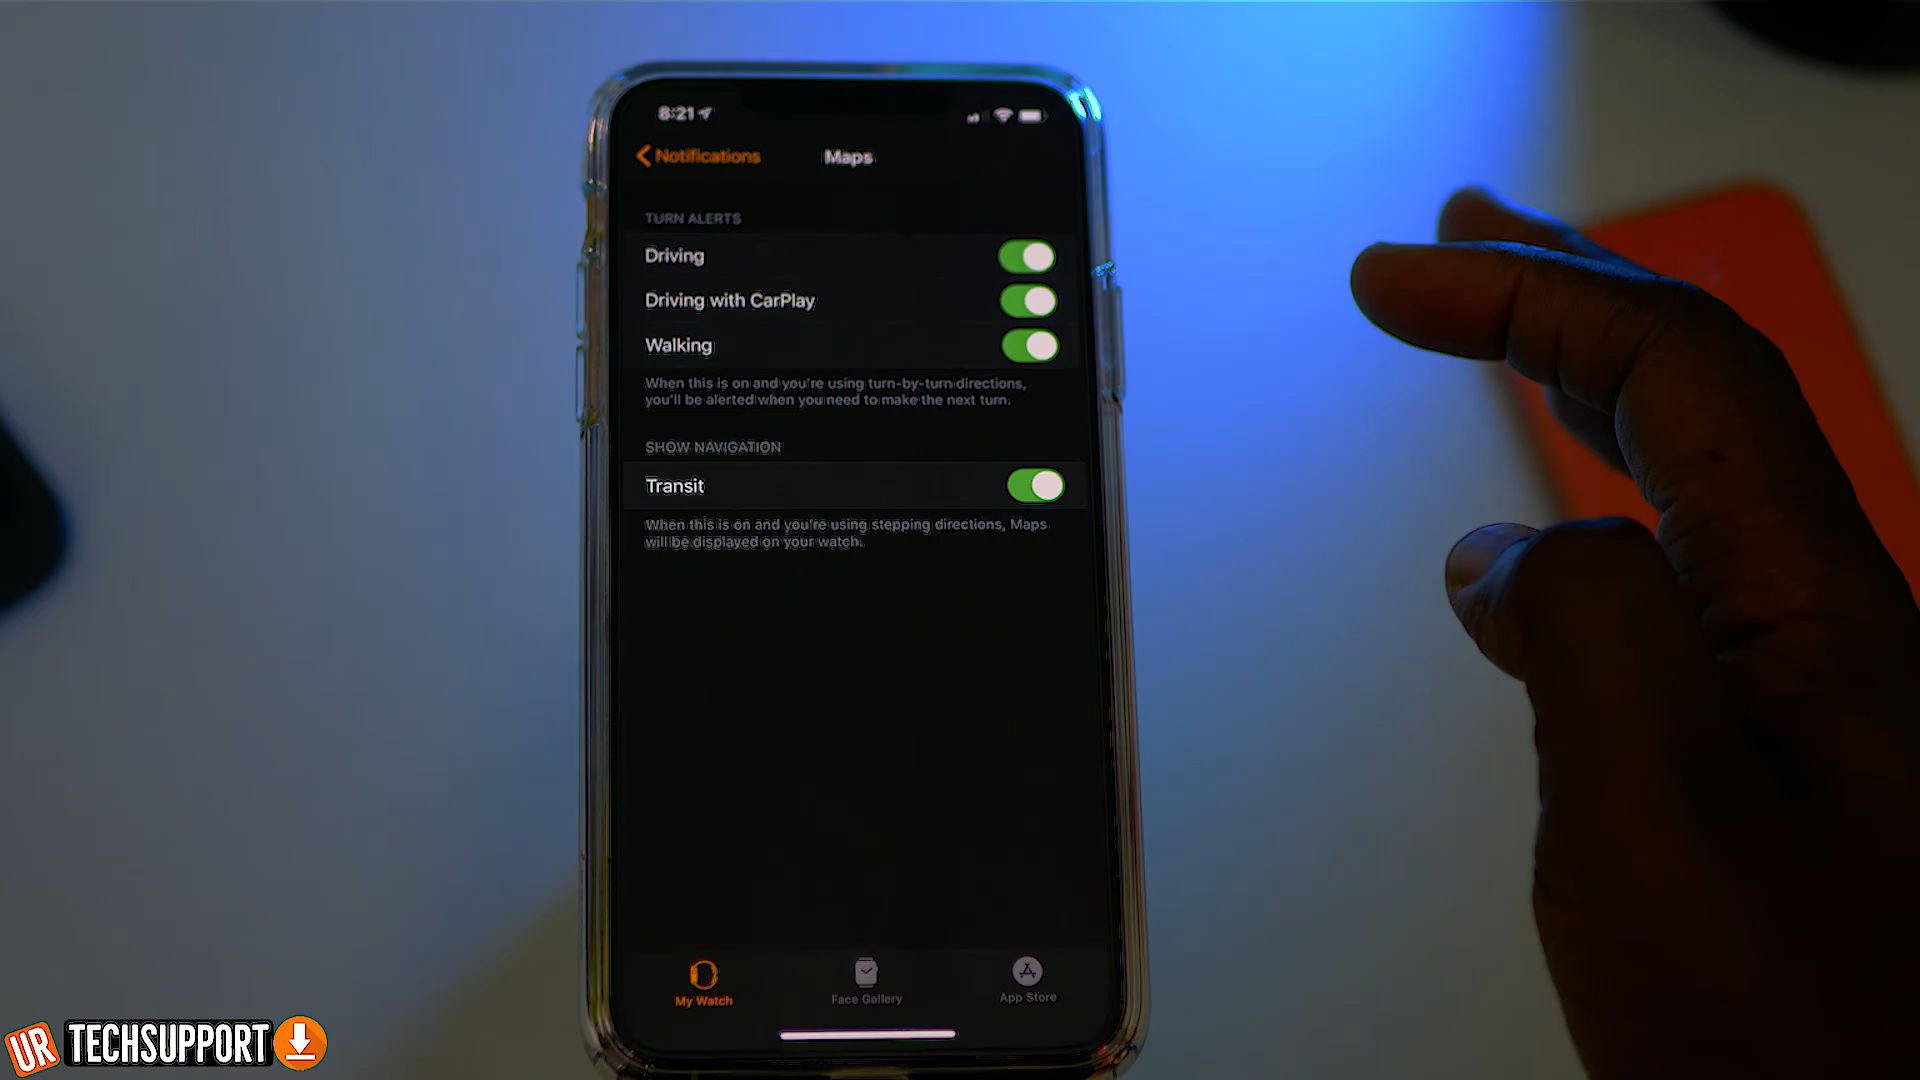 8:21
Notifications
Maps
TURN ALERTS
Driving
Driving with CarPlay
Walking
When this is on and you're using turn-by-turn directions,
you'll be alerted when you need to make the next turn.
SHOW NAVIGATION
Transit
When this is on and you're using stepping directions, Maps
will be displayed on your watch.
My Watch
Face Gallery
App Store
UR TECHSUPPORT